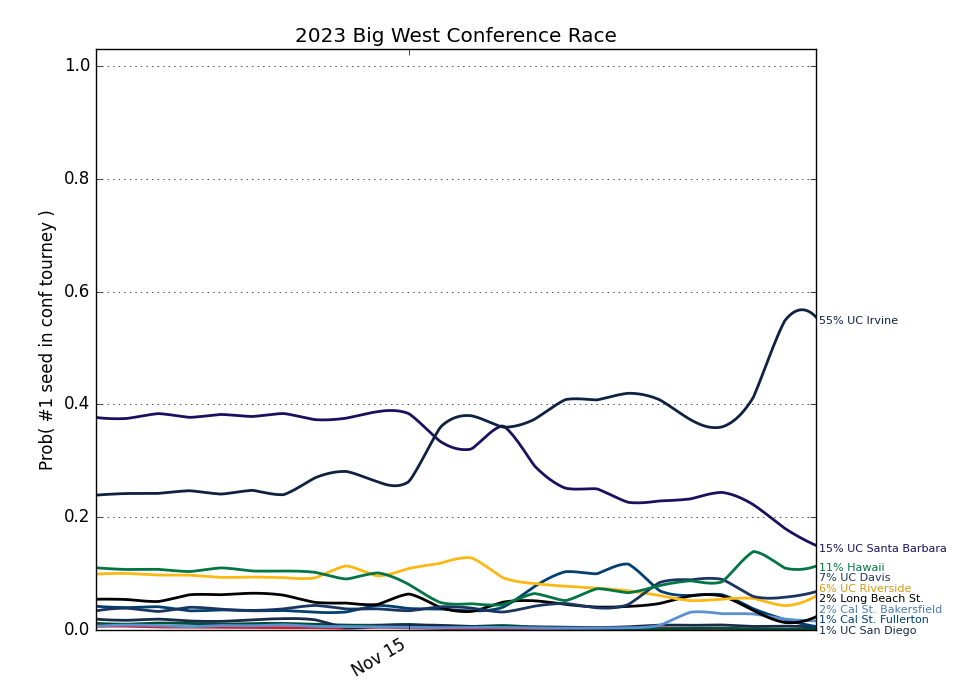 2023 Big West Conference Race
1.0
0.8
0.6
0.4
0.2
0.0
Prob( #1 seed in conf tourney )
Nov 15
55% UC Irvine
15% UC Santa Barbara
11% Hawaii
7% UC Davis
6% UC Riverside
2% Long Beach St.
2% Cal St. Bakersfield
1% Cal St. Fullerton
1% UC San Diego